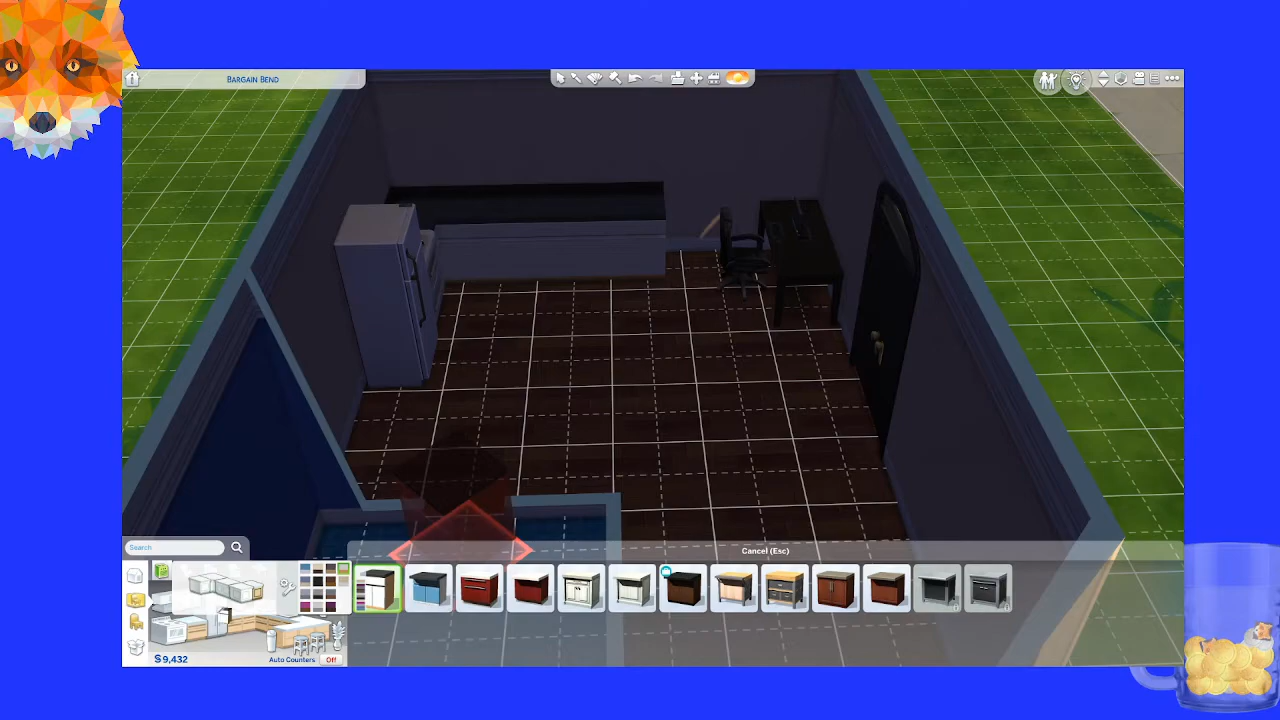 BARGAIN BEND
Cancel (Esc)
Search
§9,432
Auto Counters Off